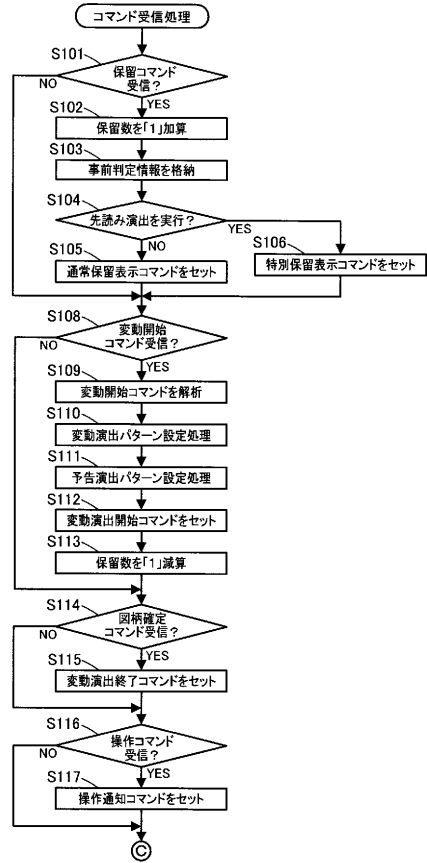 コマンド受信処理
S101
保留コマンド
受信?
NO
YES
S102
保留数を「1」加算
S103
事前判定情報を格納
S104
先読み演出を実行?
YES
NO
S105
通常保留表示コマンドをセット
S106
特別保留表示コマンドをセット
S108
変動開始
コマンド受信?
NO
YES
S109
変動開始コマンドを解析
S110
変動演出パターン設定処理
S111
予告演出パターン設定処理
S112
変動演出開始コマンドをセット
S113
保留数を「1」減算
S114
図柄確定
コマンド受信?
NO
YES
S115
変動演出終了コマンドをセット
S116
操作コマンド
受信?
NO
YES
S117
操作通知コマンドをセット
C